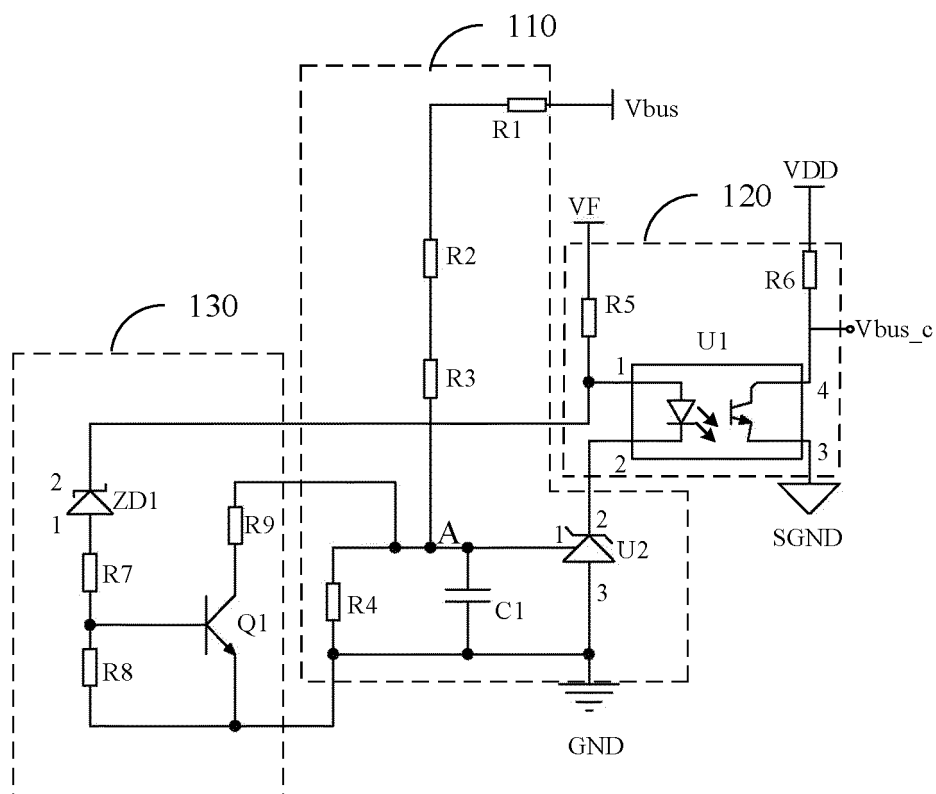 110
Vbus
R1
VDD
120
VF
R2
R6
130
R5
Vbus_c
U1
R3
1
4
2
3
2
ZD1
1
R9
A
1
2
U2
SGND
R7
R4
C1
3
Q1
R8
GND